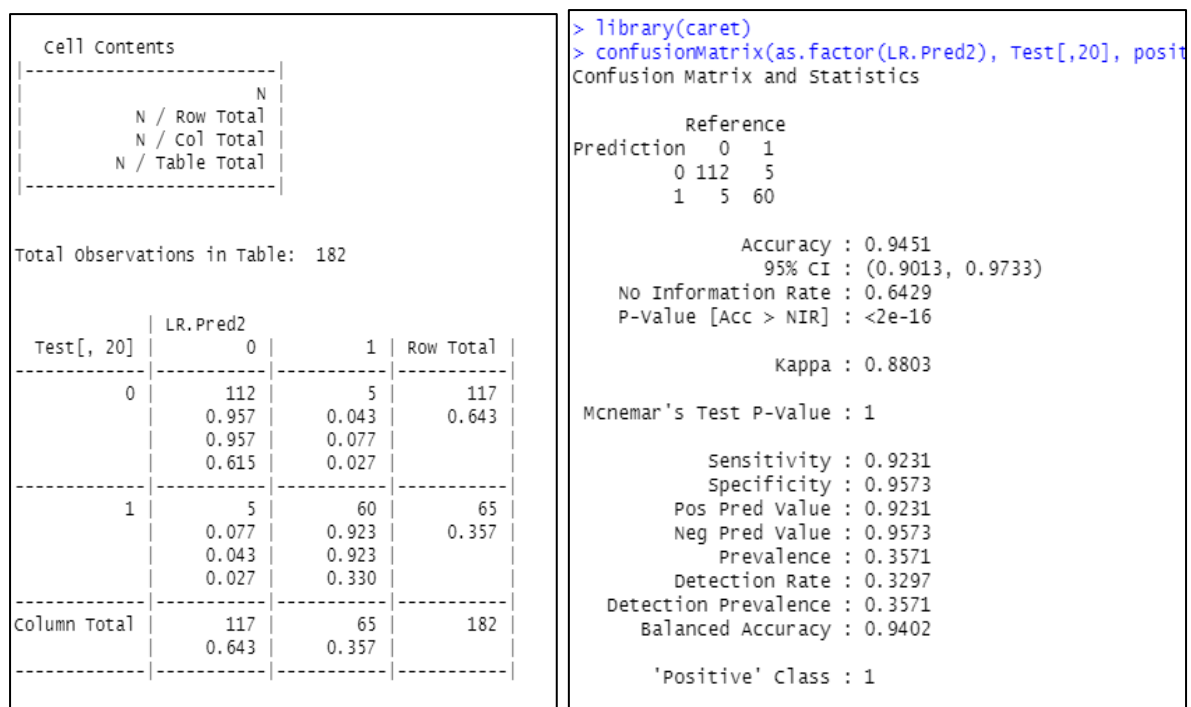 Cell Contents
|-------------------------|
|                       N |
|           N / Row Total |
|           N / Col Total |
|         N / Table Total |
|-------------------------|
Total Observations in Table:  182
             | LR.Pred2
 Test[, 20] |         0 |         1 | Row Total |
-------------|-----------|-----------|-----------|
           0 |       112 |         5 |       117 |
             |     0.957 |     0.043 |     0.643 |
             |     0.957 |     0.077 |           |
             |     0.615 |     0.027 |           |
-------------|-----------|-----------|-----------|
           1 |         5 |        60 |        65 |
             |     0.077 |     0.923 |     0.357 |
             |     0.043 |     0.923 |           |
             |     0.027 |     0.330 |           |
-------------|-----------|-----------|-----------|
Column Total |       117 |        65 |       182 |
             |     0.643 |     0.357 |           |
-------------|-----------|-----------|-----------|
> library(caret)
> confusionMatrix(as.factor(LR.Pred2), Test[,20], posit
Confusion Matrix and Statistics
          Reference
Prediction   0   1
         0 112   5
         1   5  60
               Accuracy : 0.9451
                 95% CI : (0.9013, 0.9733)
    No Information Rate : 0.6429
    P-Value [Acc > NIR] : <2e-16
                  Kappa : 0.8803
 Mcnemar's Test P-Value : 1
            Sensitivity : 0.9231
            Specificity : 0.9573
         Pos Pred Value : 0.9231
         Neg Pred Value : 0.9573
             Prevalence : 0.3571
         Detection Rate : 0.3297
   Detection Prevalence : 0.3571
      Balanced Accuracy : 0.9402
       'Positive' Class : 1